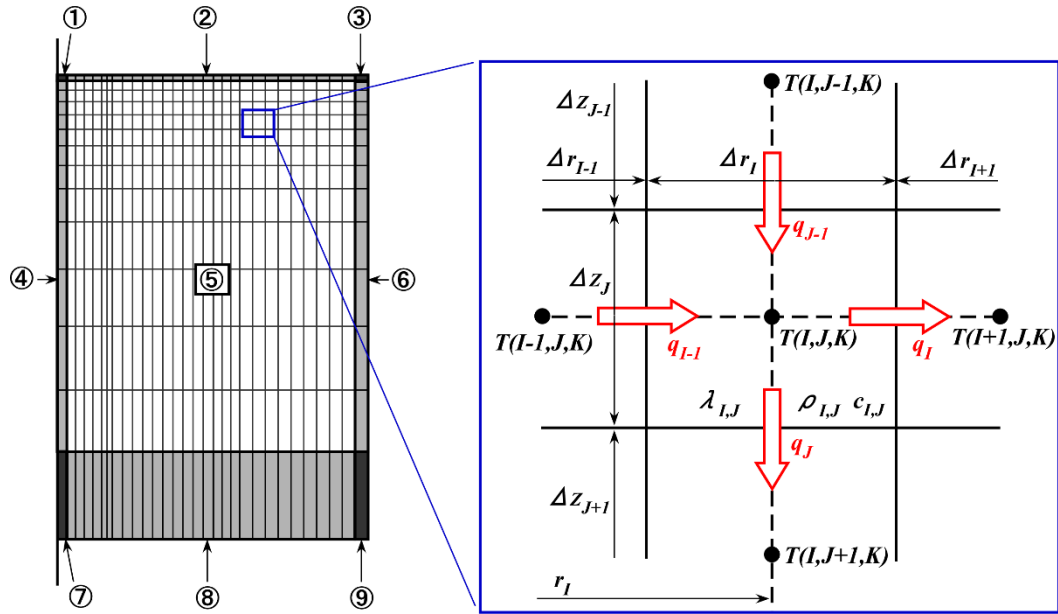 ① ② ③
④ ⑤ ⑥
⑦ ⑧ ⑨
T(I,J-1,K)
Δz_{J-1}
Δr_{I-1} Δr_I Δr_{I+1}
q_{J-1}
Δz_J
T(I-1,J,K) T(I,J,K) T(I+1,J,K)
q_{I-1} q_I
λ_{I,J} ρ_{I,J} c_{I,J}
q_J
Δz_{J+1}
T(I,J+1,K)
r_I